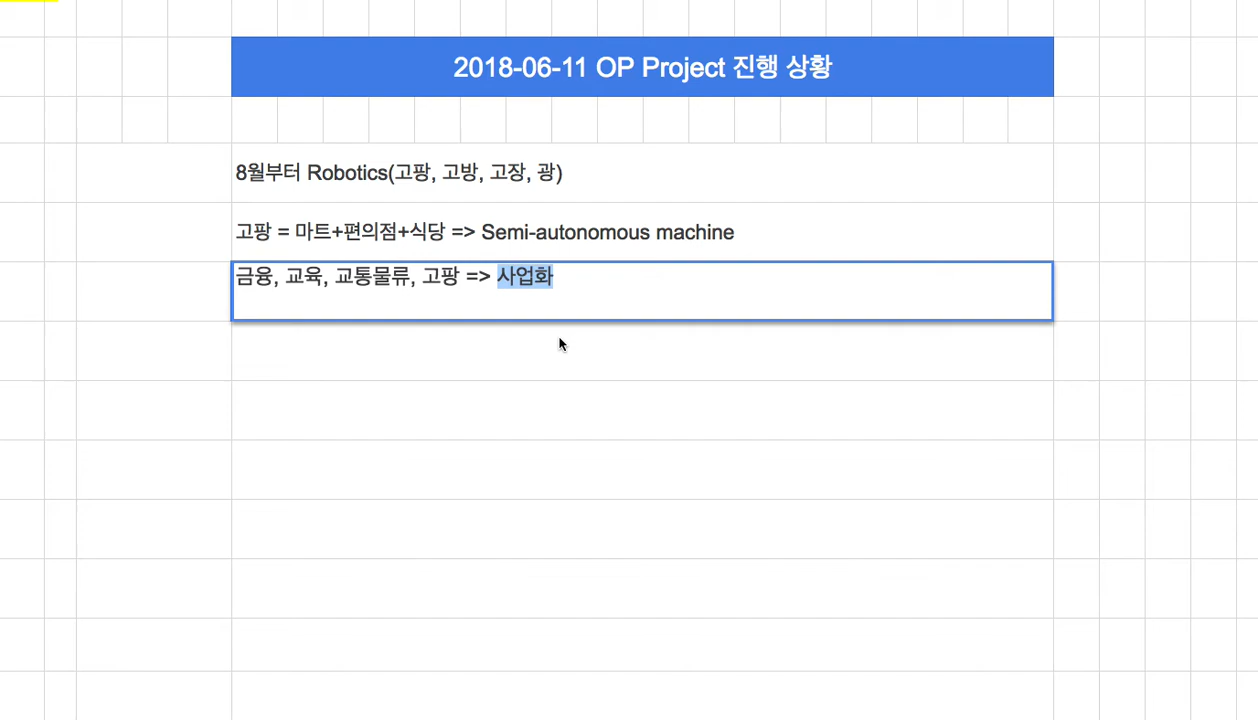 2018-06-11 OP Project 진행 상황
8월부터 Robotics(고팡, 고방, 고장, 광)
고팡 = 마트+편의점+식당 => Semi-autonomous machine
금융, 교육, 교통물류, 고팡 => 사업화